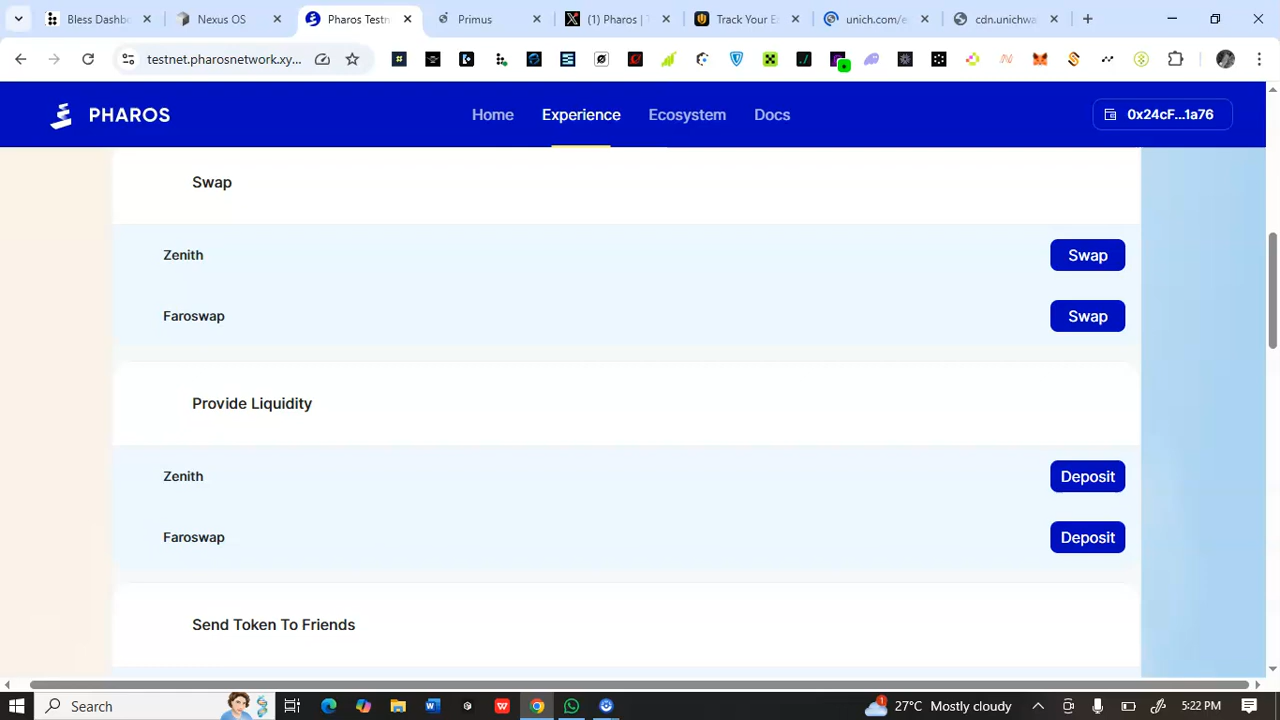 Bless Dashbo
Nexus OS
Pharos Testn
Primus
(1) Pharos | T
Track Your E
unich.com/e
cdn.unichwa
testnet.pharosnetwork.xy...
PHAROS
Home
Experience
Ecosystem
Docs
0x24cF...1a76
Swap
Zenith
Swap
Faroswap
Swap
Provide Liquidity
Zenith
Deposit
Faroswap
Deposit
Send Token To Friends
Search
27°C Mostly cloudy
5:22 PM